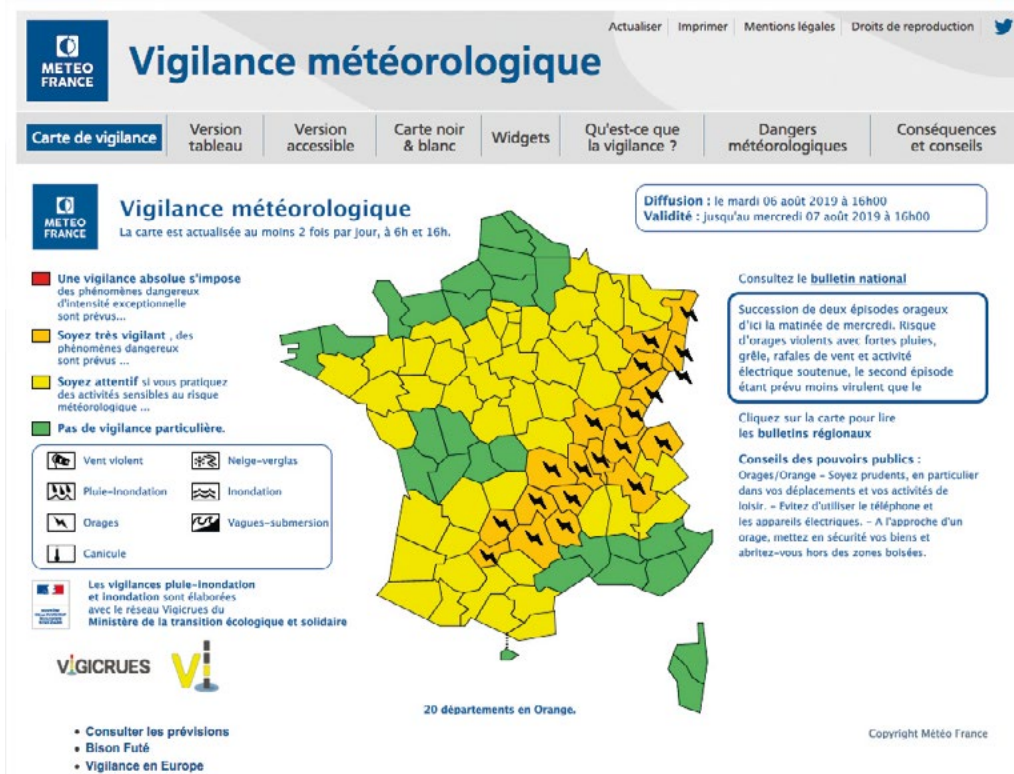 Actualiser Imprimer Mentions légales Droits de reproduction
METEO
FRANCE
Vigilance météorologique
Carte de vigilance
Version
tableau
Version
accessible
Carte noir
& blanc
Widgets
Qu'est-ce que
la vigilance ?
Dangers
météorologiques
Conséquences
et conseils
METEO
FRANCE
Vigilance météorologique
La carte est actualisée au moins 2 fois par jour, à 6h et 16h.
Diffusion : le mardi 06 août 2019 à 16h00
Validité : jusqu'au mercredi 07 août 2019 à 16h00
Une vigilance absolue s'impose
des phénomènes dangereux
d'intensité exceptionnelle
sont prévus...
Soyez très vigilant , des
phénomènes dangereux
sont prévus ...
Soyez attentif si vous pratiquez
des activités sensibles au risque
météorologique ...
Pas de vigilance particulière.
Vent violent
Neige-verglas
Pluie-Inondation
Inondation
Orages
Vagues-submersion
Canicule
Les vigilances pluie-inondation
et inondation sont élaborées
avec le réseau Vigicrues du
Ministère de la transition écologique et solidaire
VIGICRUES
Vi
Consultez le bulletin national
Succession de deux épisodes orageux
d'ici la matinée de mercredi. Risque
d'orages violents avec fortes pluies,
grêle, rafales de vent et activité
électrique soutenue, le second épisode
étant prévu moins virulent que le
Cliquez sur la carte pour lire
les bulletins régionaux
Conseils des pouvoirs publics :
Orages/Orange – Soyez prudents, en particulier
dans vos déplacements et vos activités de
loisir. – Evitez d'utiliser le téléphone et
les appareils électriques. – A l'approche d'un
orage, mettez en sécurité vos biens et
abritez-vous hors des zones boisées.
20 départements en Orange.
Copyright Météo France
• Consulter les prévisions
• Bison Futé
• Vigilance en Europe